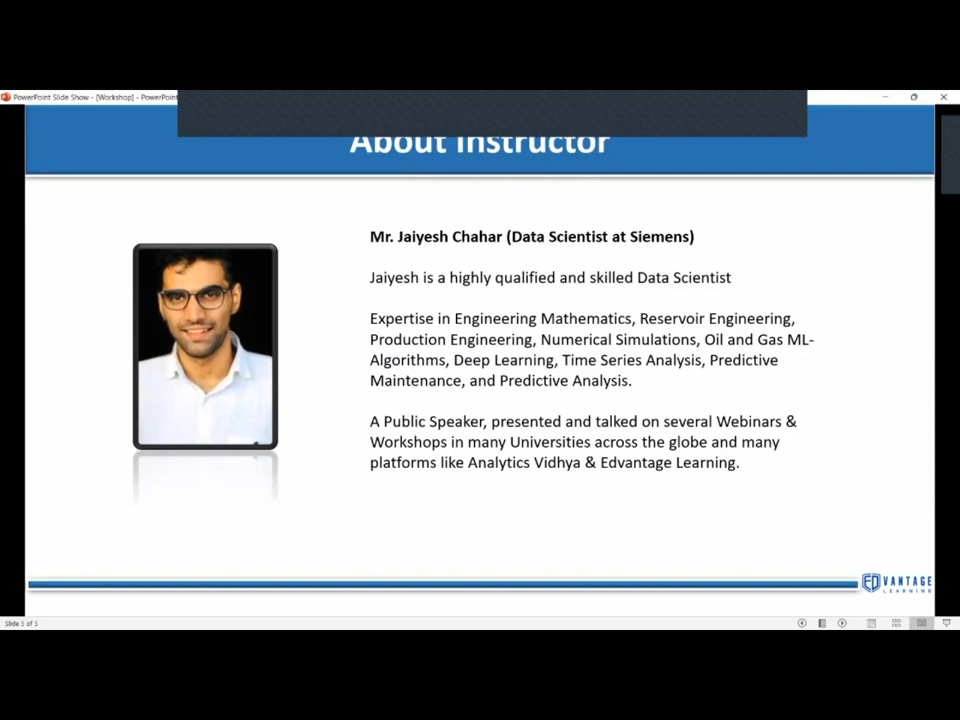 PowerPoint Slide Show - [Workshop] - PowerPoint
About Instructor
Mr. Jaiyesh Chahar (Data Scientist at Siemens)
Jaiyesh is a highly qualified and skilled Data Scientist
Expertise in Engineering Mathematics, Reservoir Engineering,
Production Engineering, Numerical Simulations, Oil and Gas ML-
Algorithms, Deep Learning, Time Series Analysis, Predictive
Maintenance, and Predictive Analysis.
A Public Speaker, presented and talked on several Webinars &
Workshops in many Universities across the globe and many
platforms like Analytics Vidhya & Edvantage Learning.
EDVANTAGE
LEARNING
Slide 5 of 5